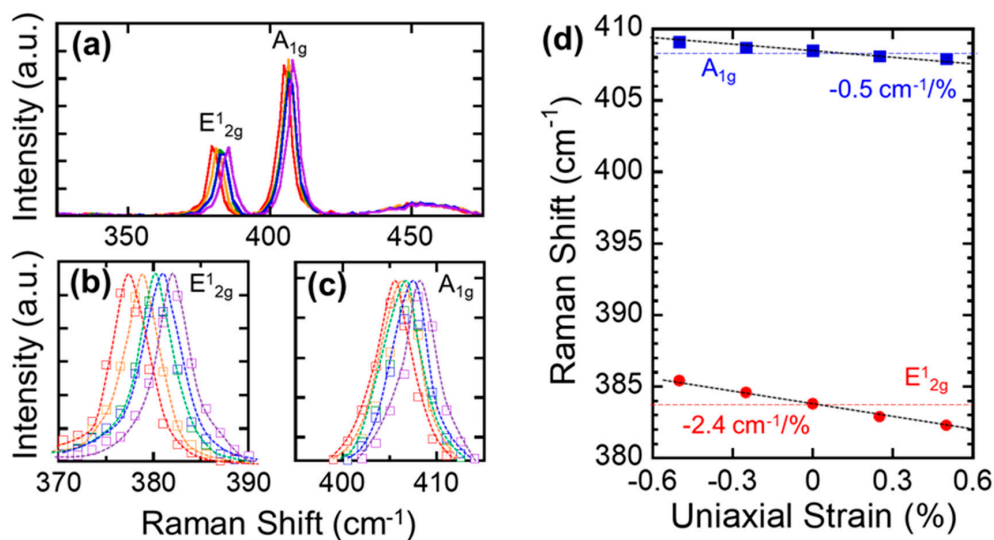 (a)
A1g
E¹2g
Intensity (a.u.)
350 400 450
(b) E¹2g
(c) A1g
Intensity (a.u.)
370 380 390 400 410
Raman Shift (cm⁻¹)
(d)
410
405
400
395
390
385
380
A1g
-0.5 cm⁻¹/%
E¹2g
-2.4 cm⁻¹/%
Raman Shift (cm⁻¹)
-0.6 -0.3 0 0.3 0.6
Uniaxial Strain (%)